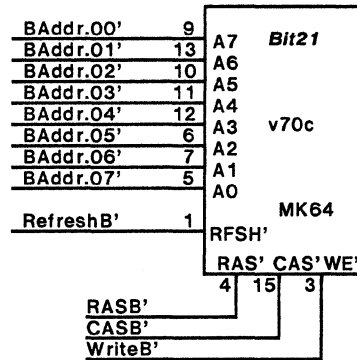 BAddr.00' 9 A7 Bit21
BAddr.01' 13 A6
BAddr.02' 10 A5
BAddr.03' 11 A4
BAddr.04' 12 A3 v70c
BAddr.05' 6 A2
BAddr.06' 7 A1
BAddr.07' 5 A0
MK64
RefreshB' 1 RFSH'
RAS' CAS' WE'
4 15 3
RASB'
CASB'
WriteB'